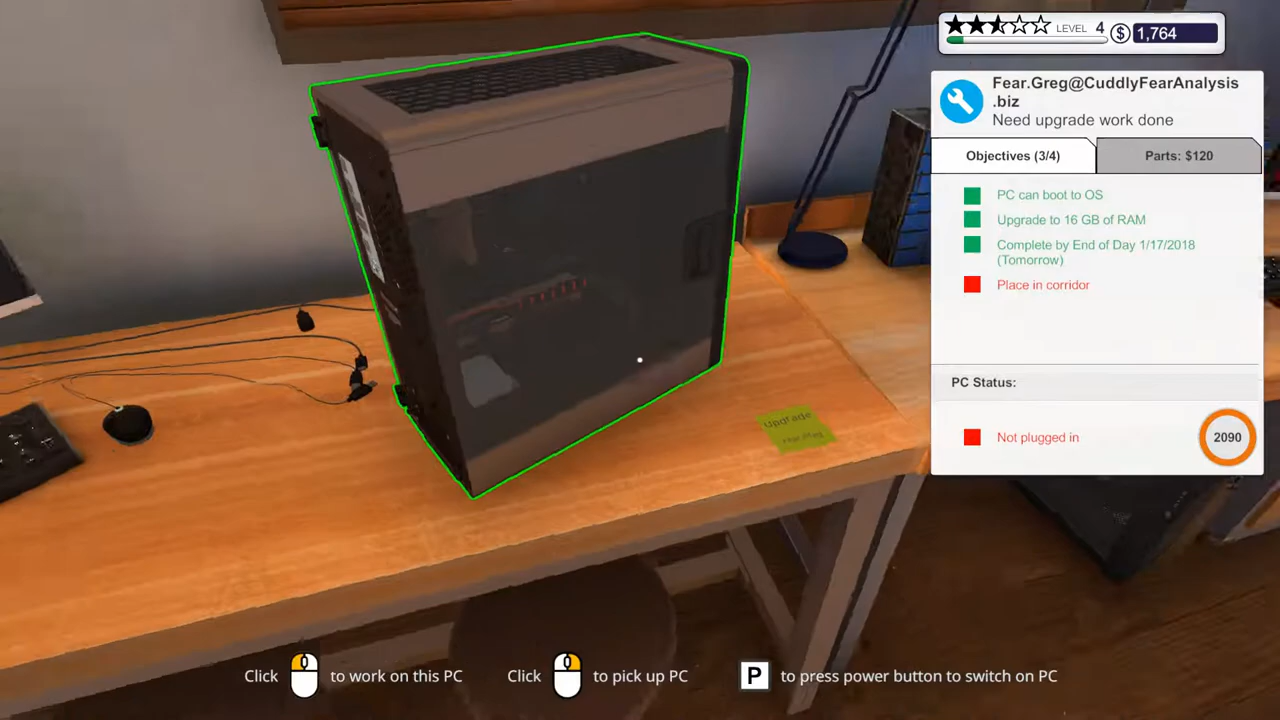 LEVEL 4 $ 1,764
Fear.Greg@CuddlyFearAnalysis
.biz
Need upgrade work done
Objectives (3/4) Parts: $120
PC can boot to OS
Upgrade to 16 GB of RAM
Complete by End of Day 1/17/2018
(Tomorrow)
Place in corridor
PC Status:
Not plugged in 2090
Upgrade
Click to work on this PC Click to pick up PC P to press power button to switch on PC